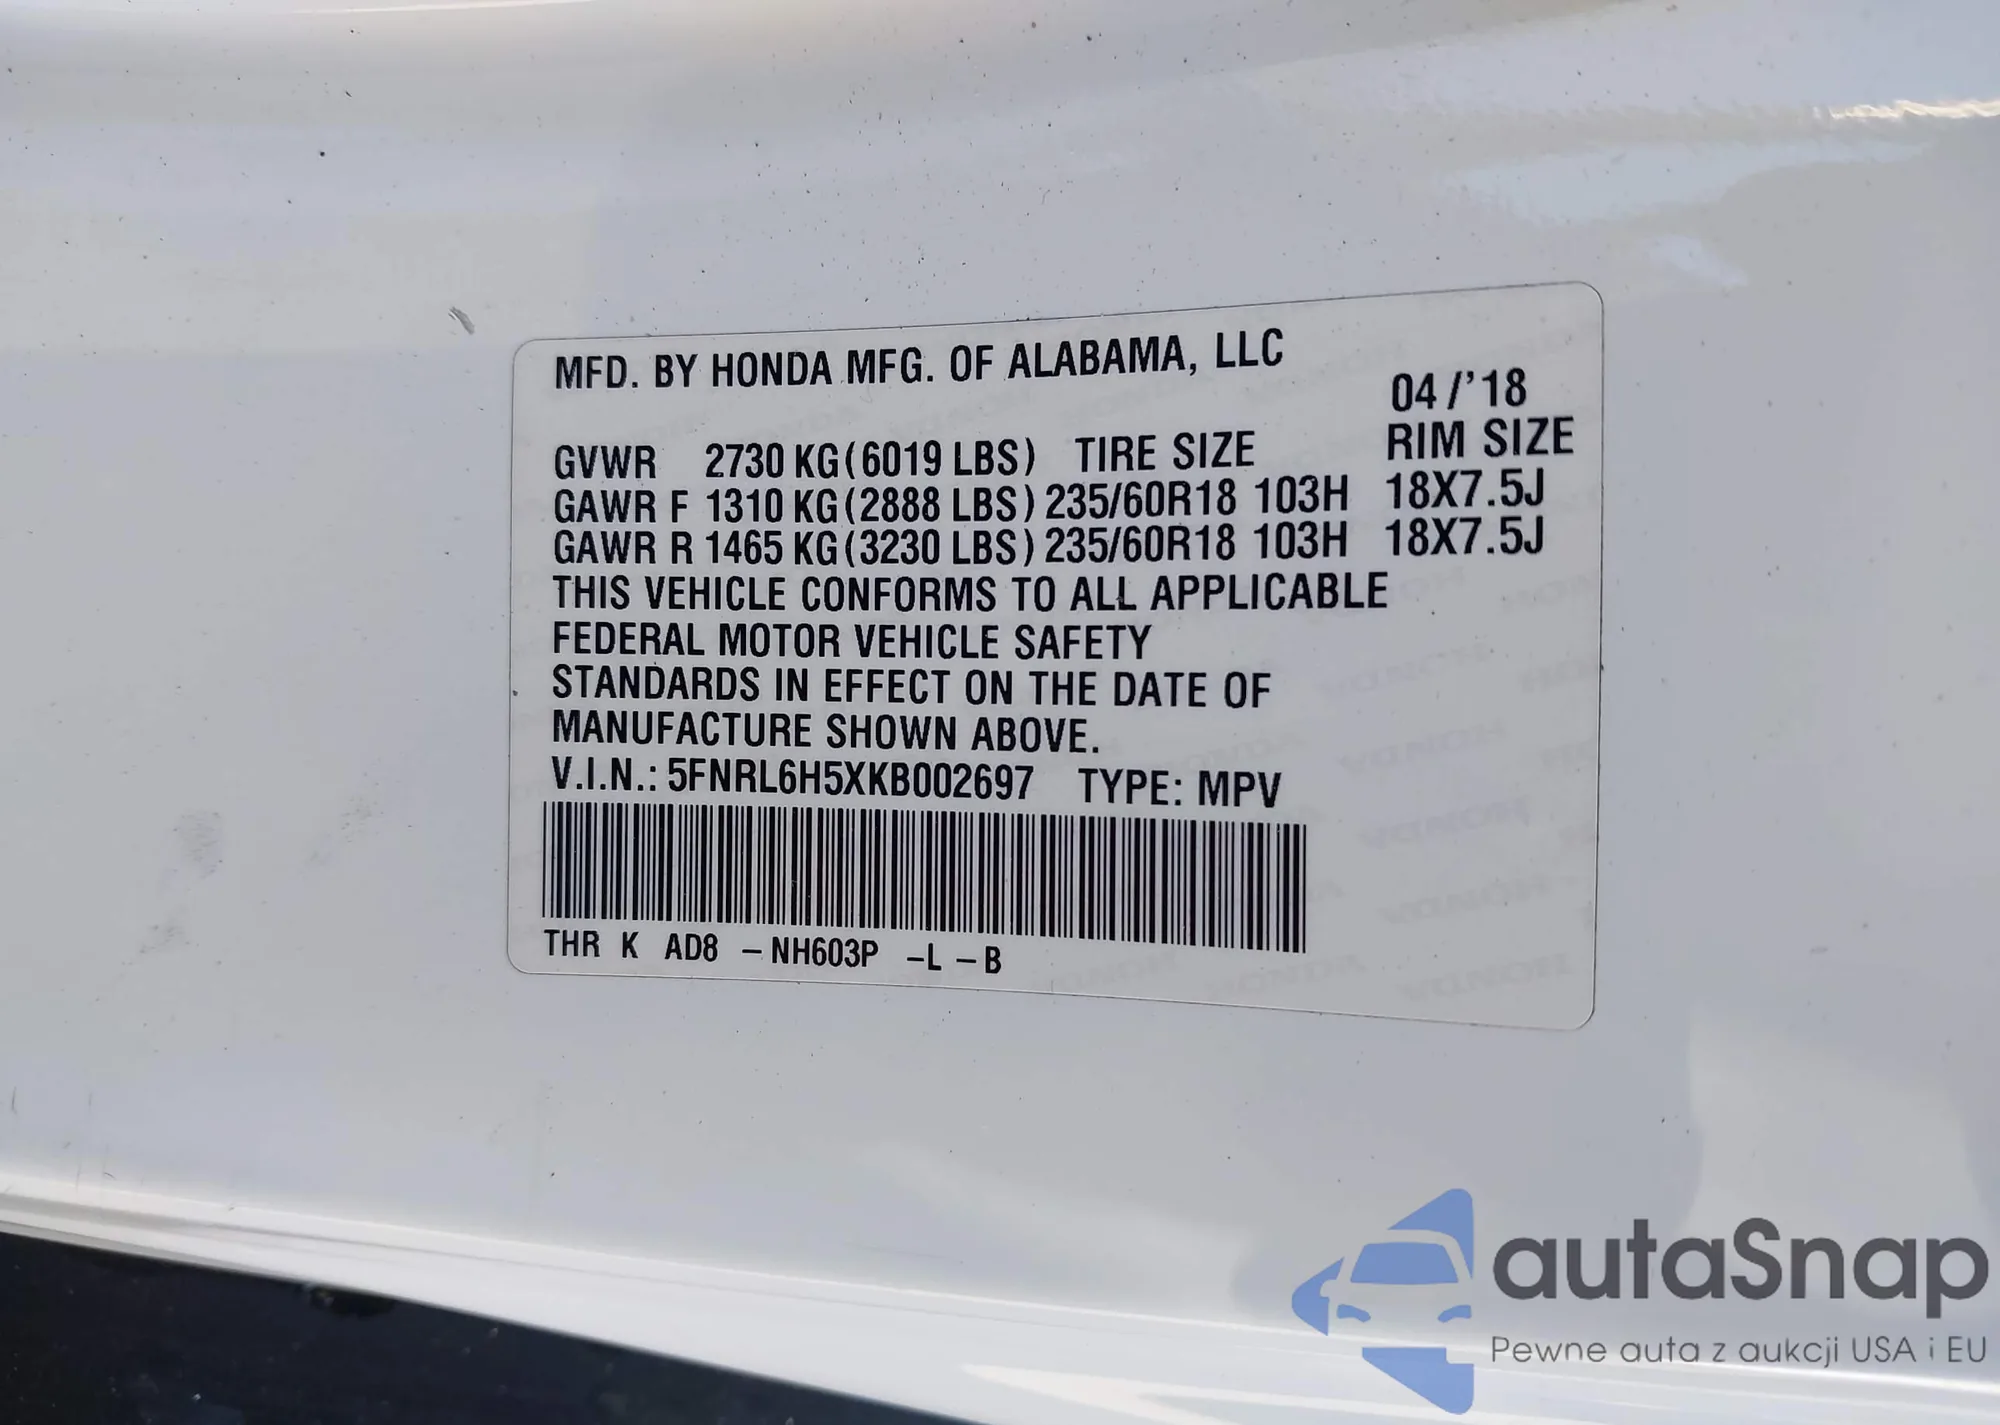 MFD. BY HONDA MFG. OF ALABAMA, LLC
04/'18
GVWR 2730 KG(6019 LBS) TIRE SIZE RIM SIZE
GAWR F 1310 KG(2888 LBS) 235/60R18 103H 18X7.5J
GAWR R 1465 KG(3230 LBS) 235/60R18 103H 18X7.5J
THIS VEHICLE CONFORMS TO ALL APPLICABLE
FEDERAL MOTOR VEHICLE SAFETY
STANDARDS IN EFFECT ON THE DATE OF
MANUFACTURE SHOWN ABOVE.
V.I.N.: 5FNRL6H5XKB002697 TYPE: MPV
THR K AD8 -NH603P -L -B
autaSnap
Pewne auta z aukcji USA i EU